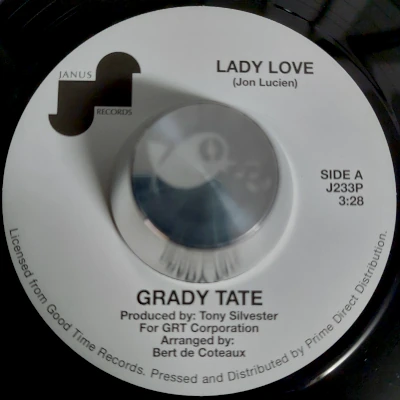 JANUS
RECORDS
LADY LOVE
(Jon Lucien)
SIDE A
J233P
3:28
GRADY TATE
Produced by: Tony Silvester
For GRT Corporation
Arranged by:
Bert de Coteaux
Licensed from Good Time Records. Pressed and Distributed by Prime Direct Distribution.